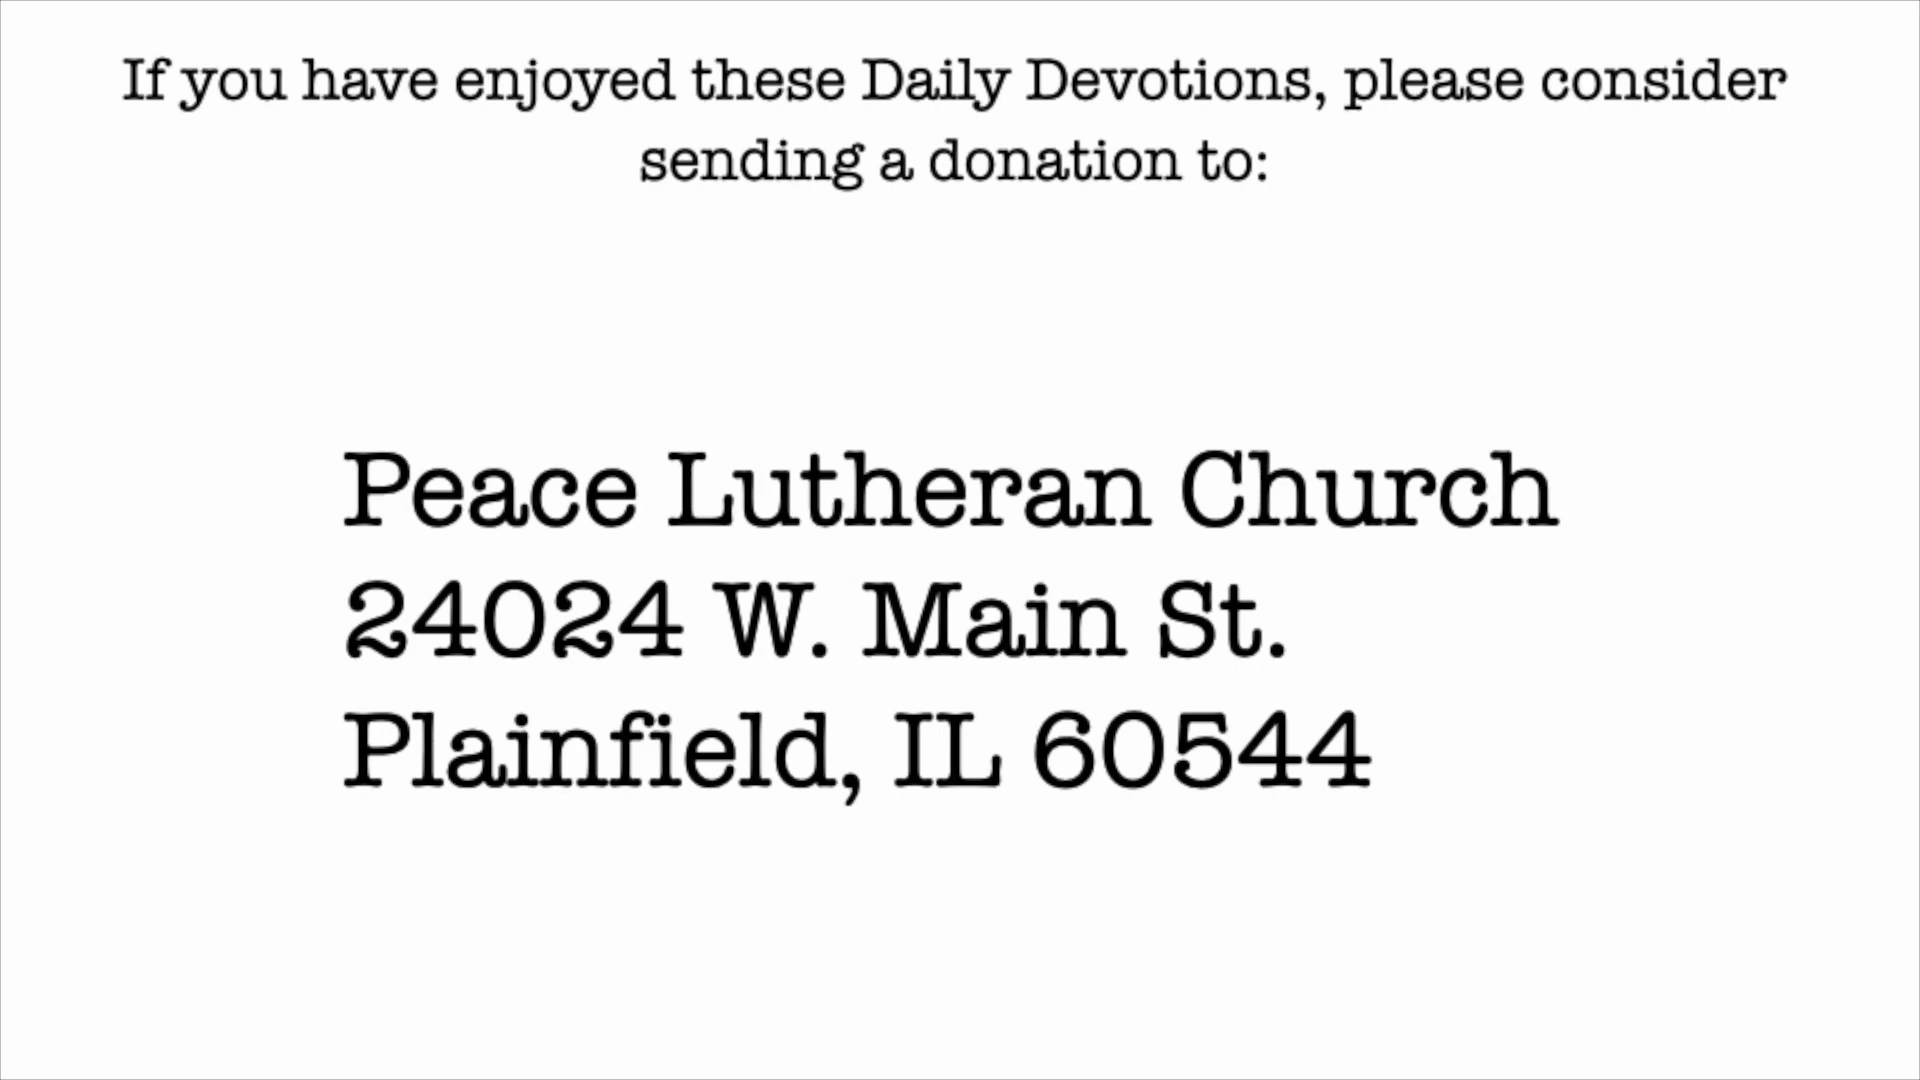 If you have enjoyed these Daily Devotions, please consider
sending a donation to:
Peace Lutheran Church
24024 W. Main St.
Plainfield, IL 60544